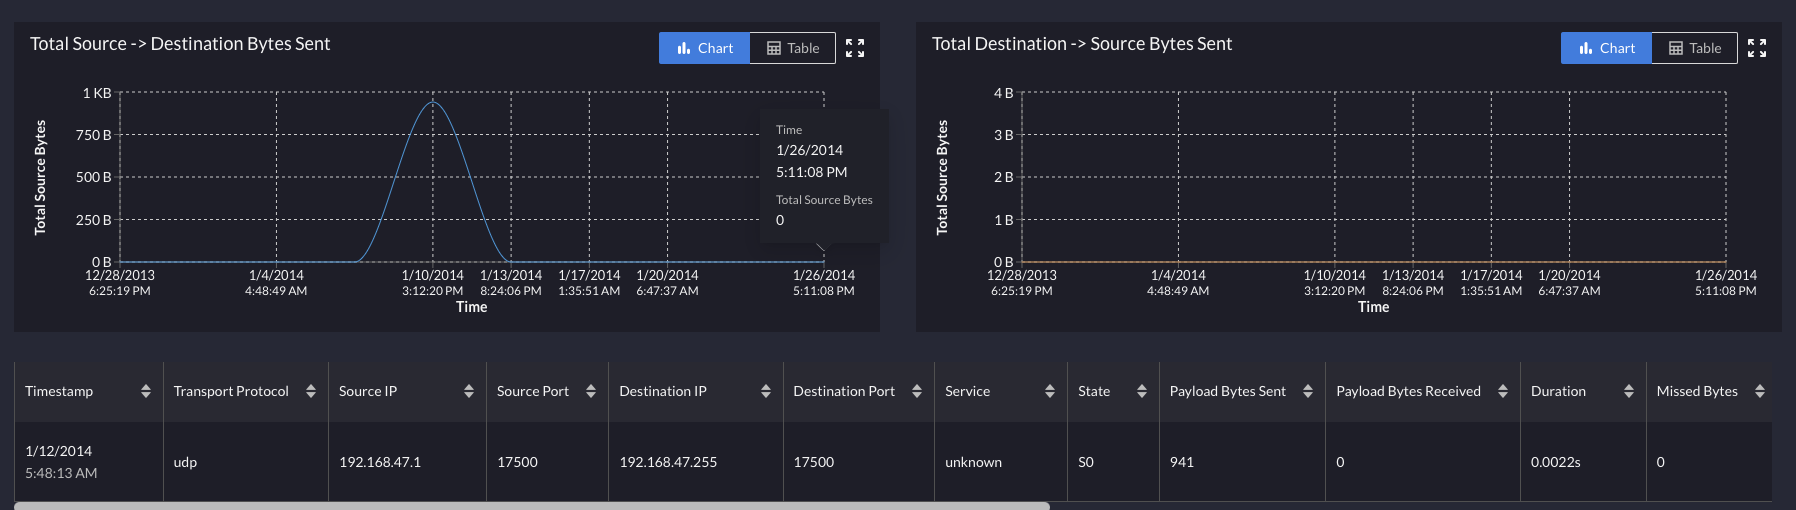 Total Source -> Destination Bytes Sent
Chart
Table
1 KB
750 B
500 B
250 B
0 B
Total Source Bytes
12/28/2013
6:25:19 PM
1/4/2014
4:48:49 AM
1/10/2014
3:12:20 PM
1/13/2014
8:24:06 PM
1/17/2014
1:35:51 AM
1/20/2014
6:47:37 AM
1/26/2014
5:11:08 PM
Time
Time
1/26/2014
5:11:08 PM
Total Source Bytes
0
Total Destination -> Source Bytes Sent
Chart
Table
4 B
3 B
2 B
1 B
0 B
Total Source Bytes
12/28/2013
6:25:19 PM
1/4/2014
4:48:49 AM
1/10/2014
3:12:20 PM
1/13/2014
8:24:06 PM
1/17/2014
1:35:51 AM
1/20/2014
6:47:37 AM
1/26/2014
5:11:08 PM
Time
Timestamp Transport Protocol Source IP Source Port Destination IP Destination Port Service State Payload Bytes Sent Payload Bytes Received Duration Missed Bytes
1/12/2014
5:48:13 AM
udp 192.168.47.1 17500 192.168.47.255 17500 unknown S0 941 0 0.0022s 0